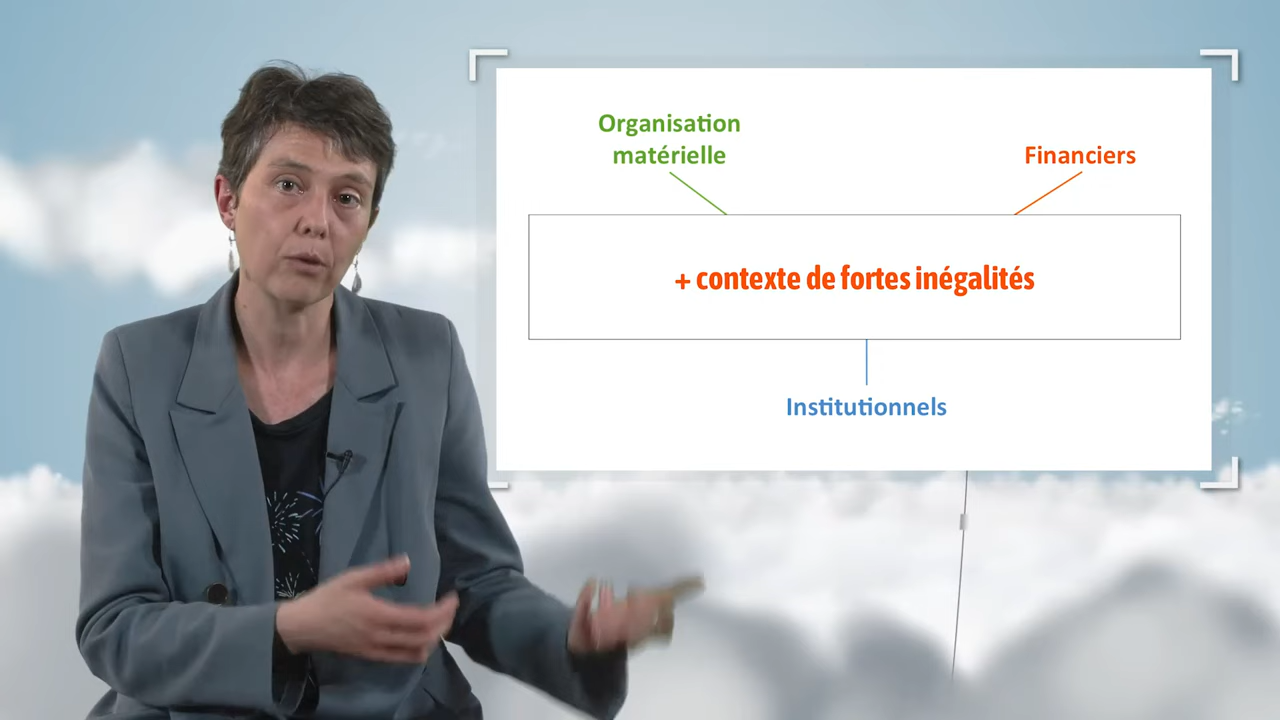 Organisation
matérielle
Financiers
+ contexte de fortes inégalités
Institutionnels